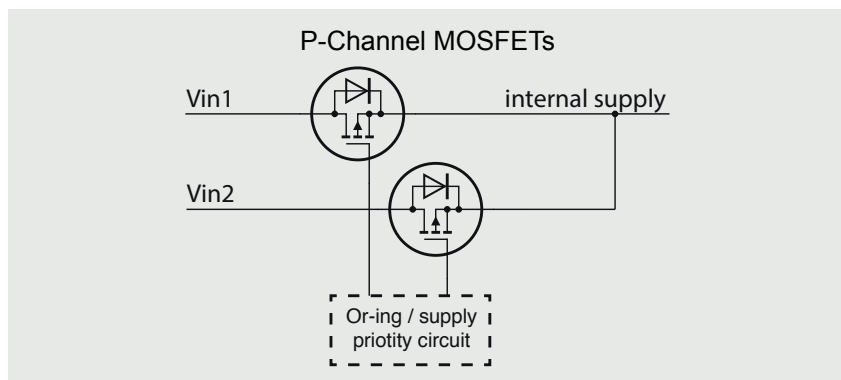 P-Channel MOSFETs
Vin1
internal supply
Vin2
Or-ing / supply
priotity circuit